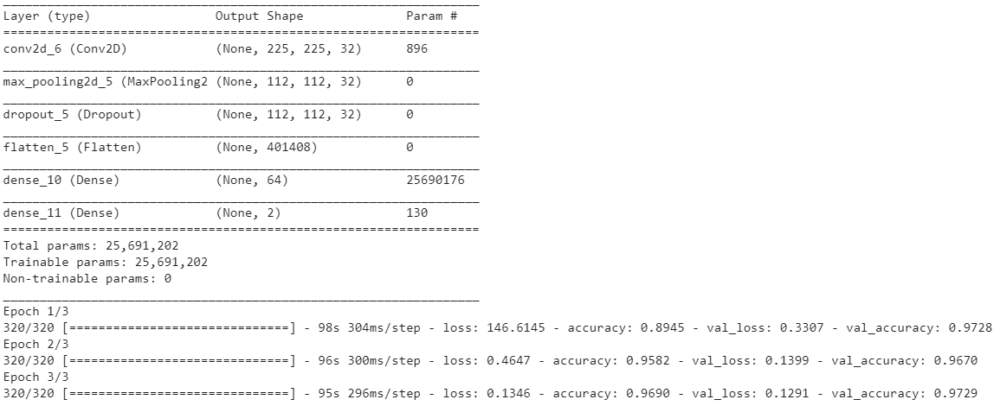 _________________________________________________________________
Layer (type)                 Output Shape              Param #
=================================================================
conv2d_6 (Conv2D)            (None, 225, 225, 32)      896
_________________________________________________________________
max_pooling2d_5 (MaxPooling2 (None, 112, 112, 32)      0
_________________________________________________________________
dropout_5 (Dropout)          (None, 112, 112, 32)      0
_________________________________________________________________
flatten_5 (Flatten)          (None, 401408)            0
_________________________________________________________________
dense_10 (Dense)             (None, 64)                25690176
_________________________________________________________________
dense_11 (Dense)             (None, 2)                 130
=================================================================
Total params: 25,691,202
Trainable params: 25,691,202
Non-trainable params: 0
_________________________________________________________________
Epoch 1/3
320/320 [==============================] - 98s 304ms/step - loss: 146.6145 - accuracy: 0.8945 - val_loss: 0.3307 - val_accuracy: 0.9728
Epoch 2/3
320/320 [==============================] - 96s 300ms/step - loss: 0.4647 - accuracy: 0.9582 - val_loss: 0.1399 - val_accuracy: 0.9670
Epoch 3/3
320/320 [==============================] - 95s 296ms/step - loss: 0.1346 - accuracy: 0.9690 - val_loss: 0.1291 - val_accuracy: 0.9729